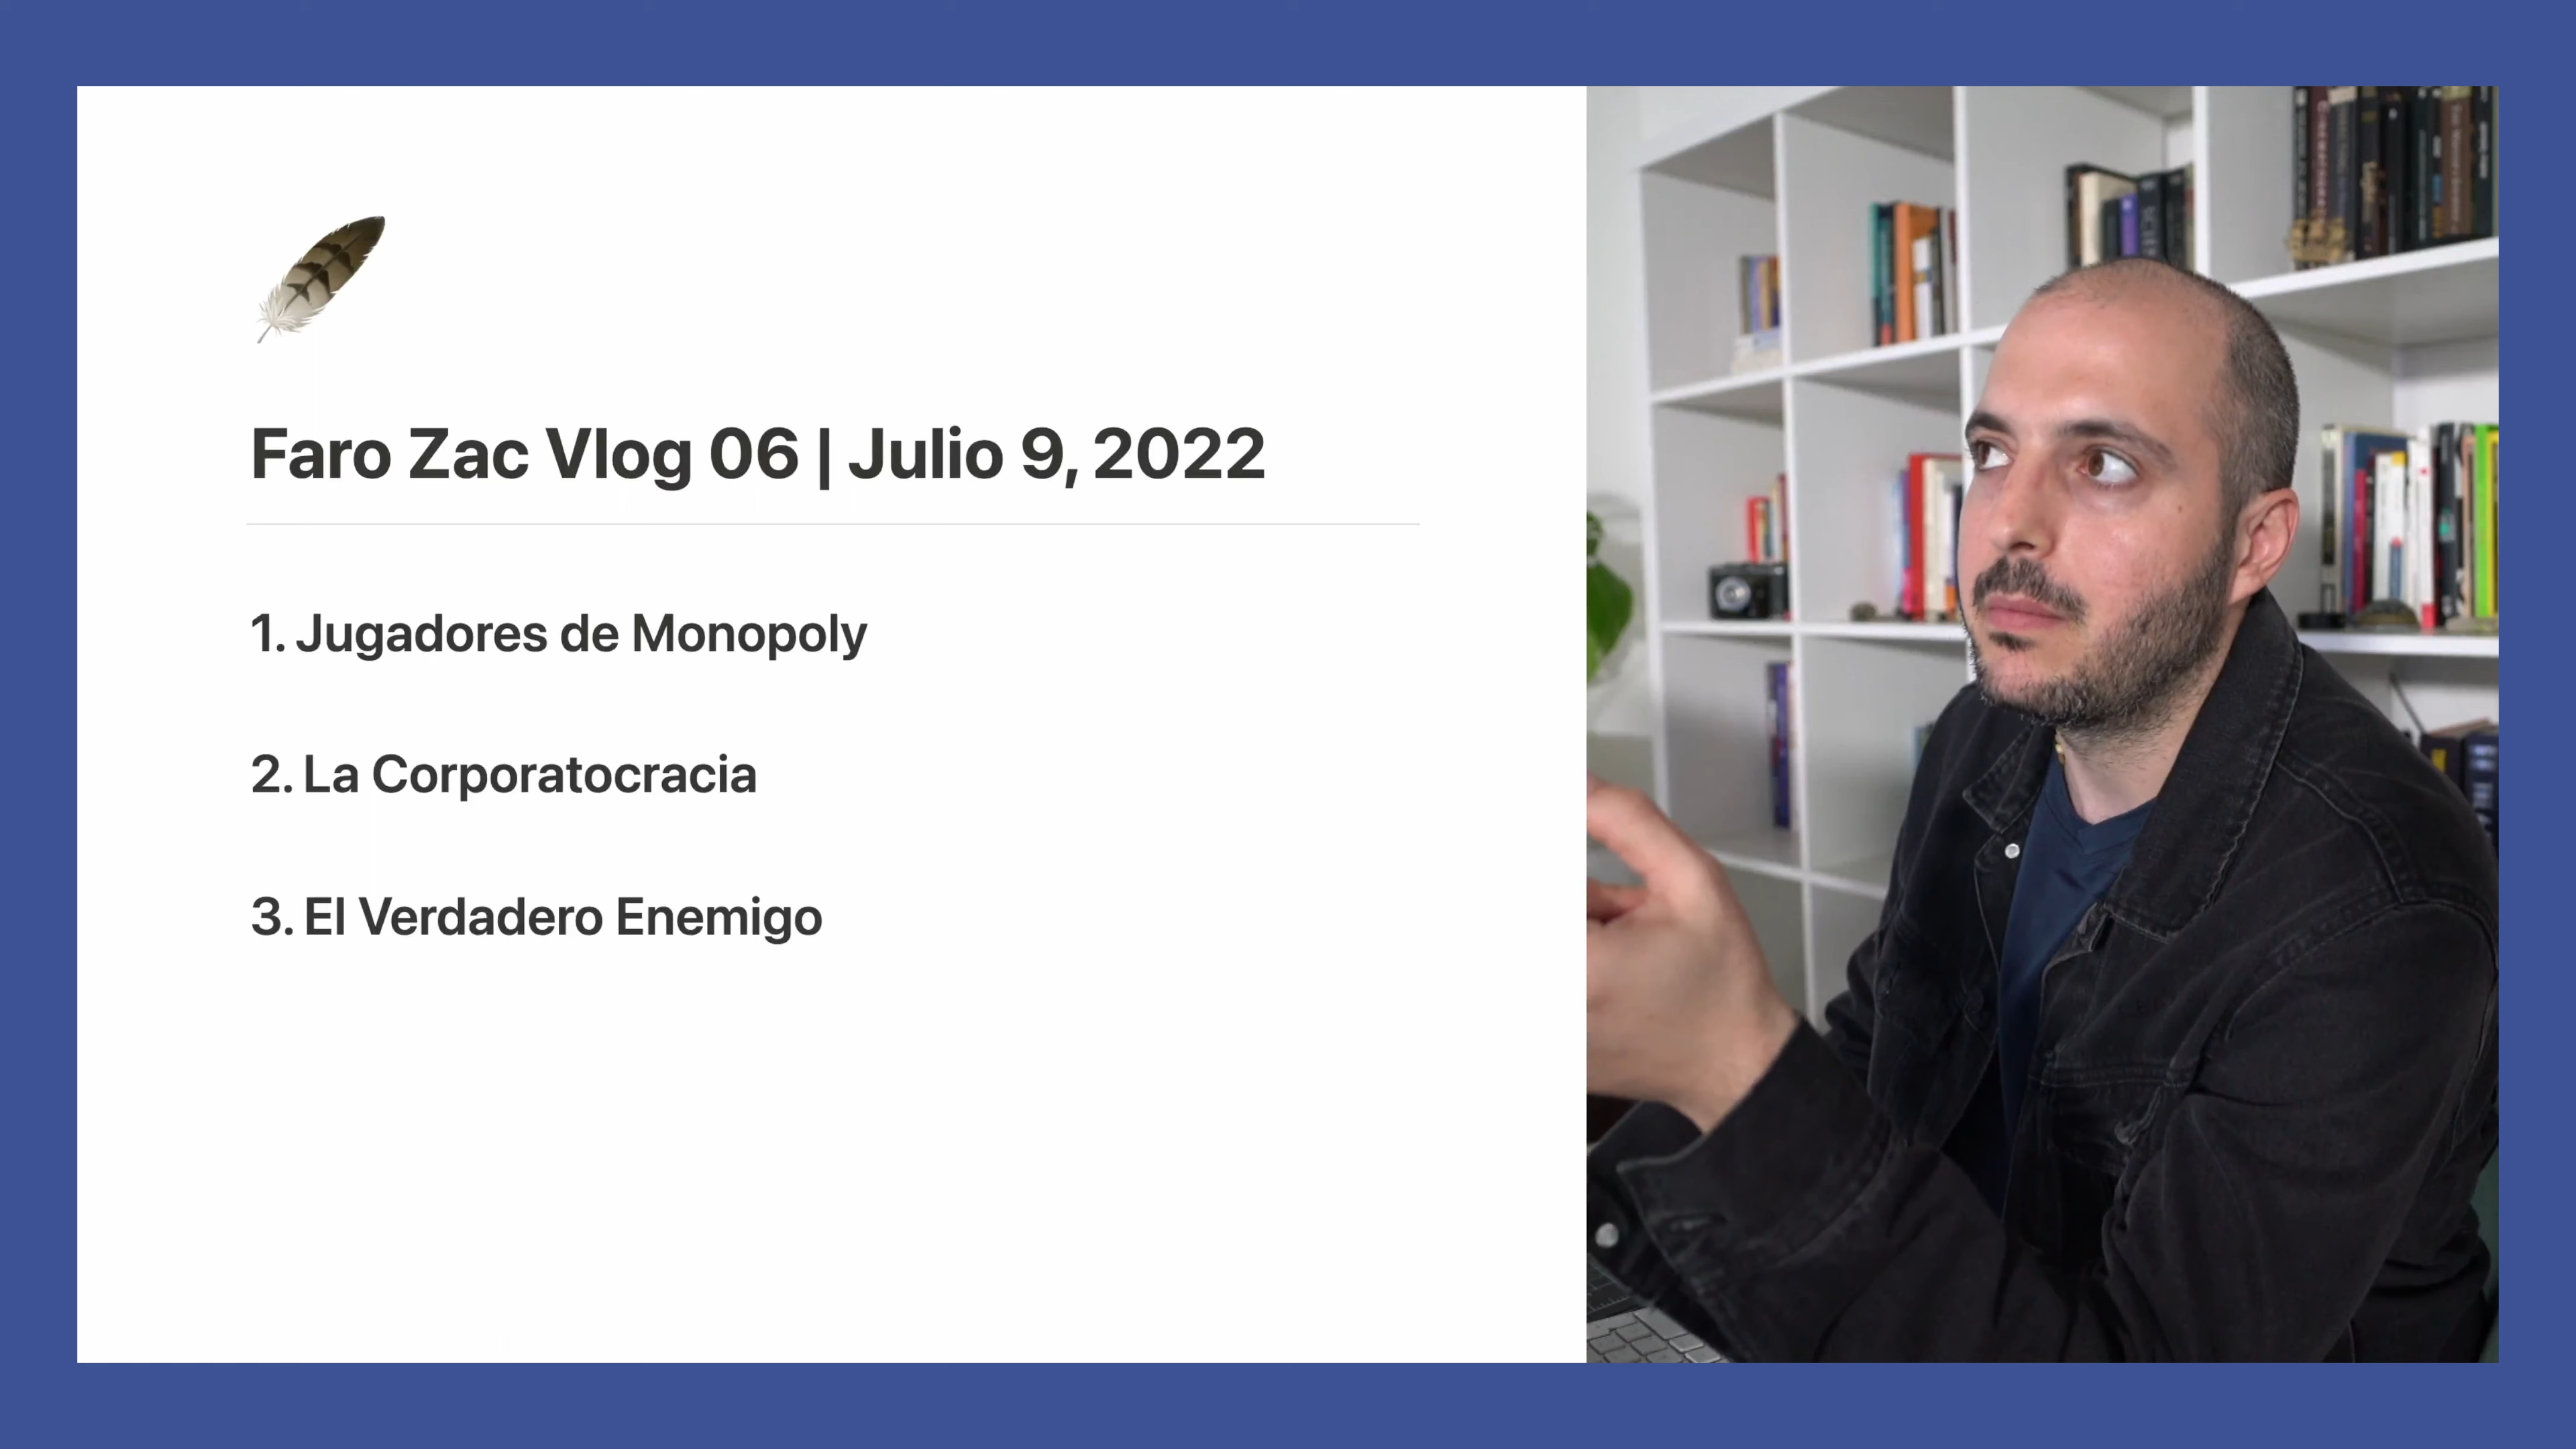 Faro Zac Vlog 06 | Julio 9, 2022
1. Jugadores de Monopoly
2. La Corporatocracia
3. El Verdadero Enemigo